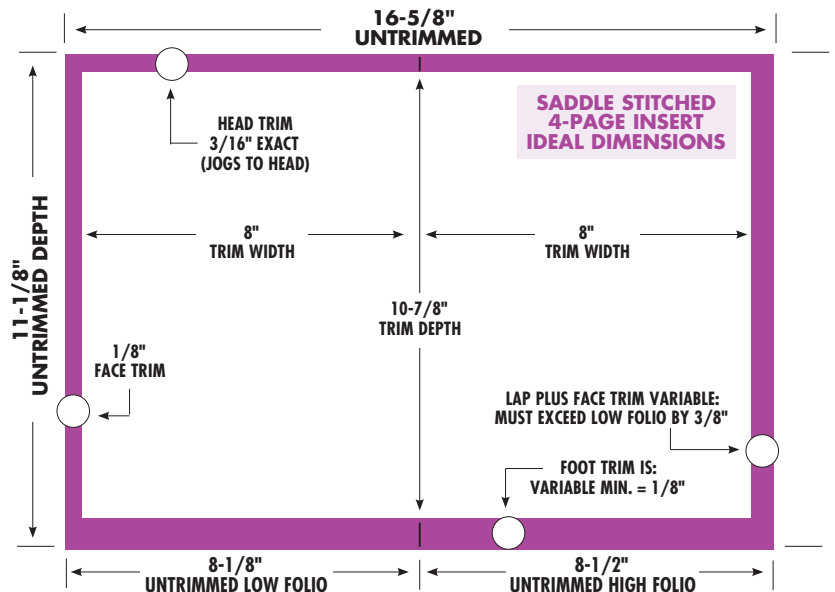 16-5/8"
UNTRIMMED
HEAD TRIM
3/16" EXACT
(JOGS TO HEAD)
SADDLE STITCHED
4-PAGE INSERT
IDEAL DIMENSIONS
11-1/8"
UNTRIMMED DEPTH
8"
TRIM WIDTH
8"
TRIM WIDTH
10-7/8"
TRIM DEPTH
1/8"
FACE TRIM
LAP PLUS FACE TRIM VARIABLE:
MUST EXCEED LOW FOLIO BY 3/8"
FOOT TRIM IS:
VARIABLE MIN. = 1/8"
8-1/8"
UNTRIMMED LOW FOLIO
8-1/2"
UNTRIMMED HIGH FOLIO